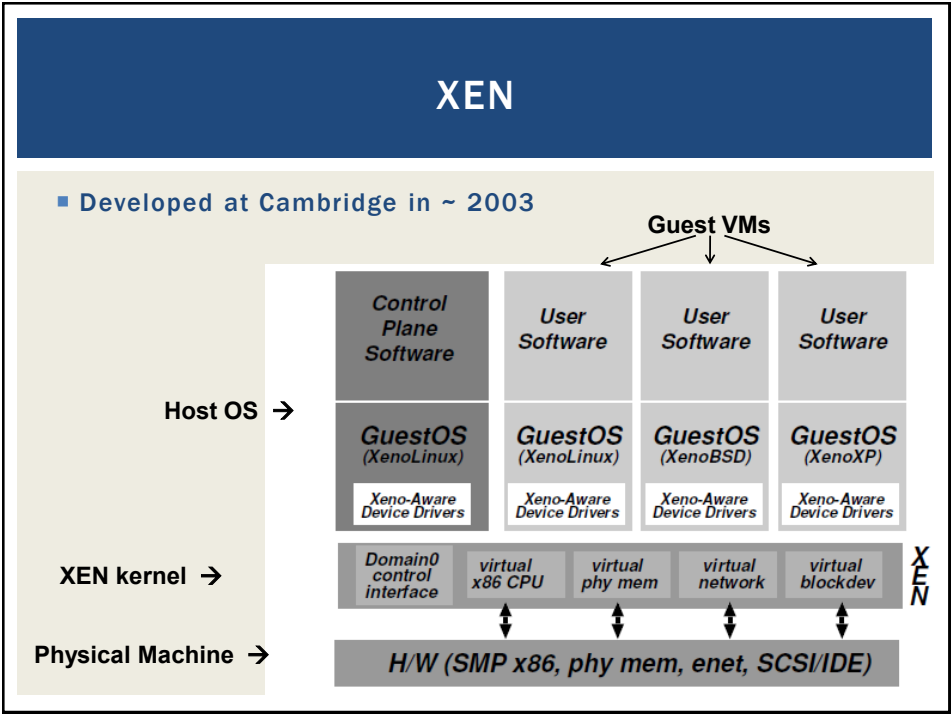 XEN
▪ Developed at Cambridge in ~ 2003
Guest VMs
Control
Plane
Software
User
Software
User
Software
User
Software
Host OS →
GuestOS
(XenoLinux)
Xeno-Aware
Device Drivers
GuestOS
(XenoLinux)
Xeno-Aware
Device Drivers
GuestOS
(XenoBSD)
Xeno-Aware
Device Drivers
GuestOS
(XenoXP)
Xeno-Aware
Device Drivers
XEN kernel →
Domain0
control
interface
virtual
x86 CPU
virtual
phy mem
virtual
network
virtual
blockdev
XEN
Physical Machine →
H/W (SMP x86, phy mem, enet, SCSI/IDE)